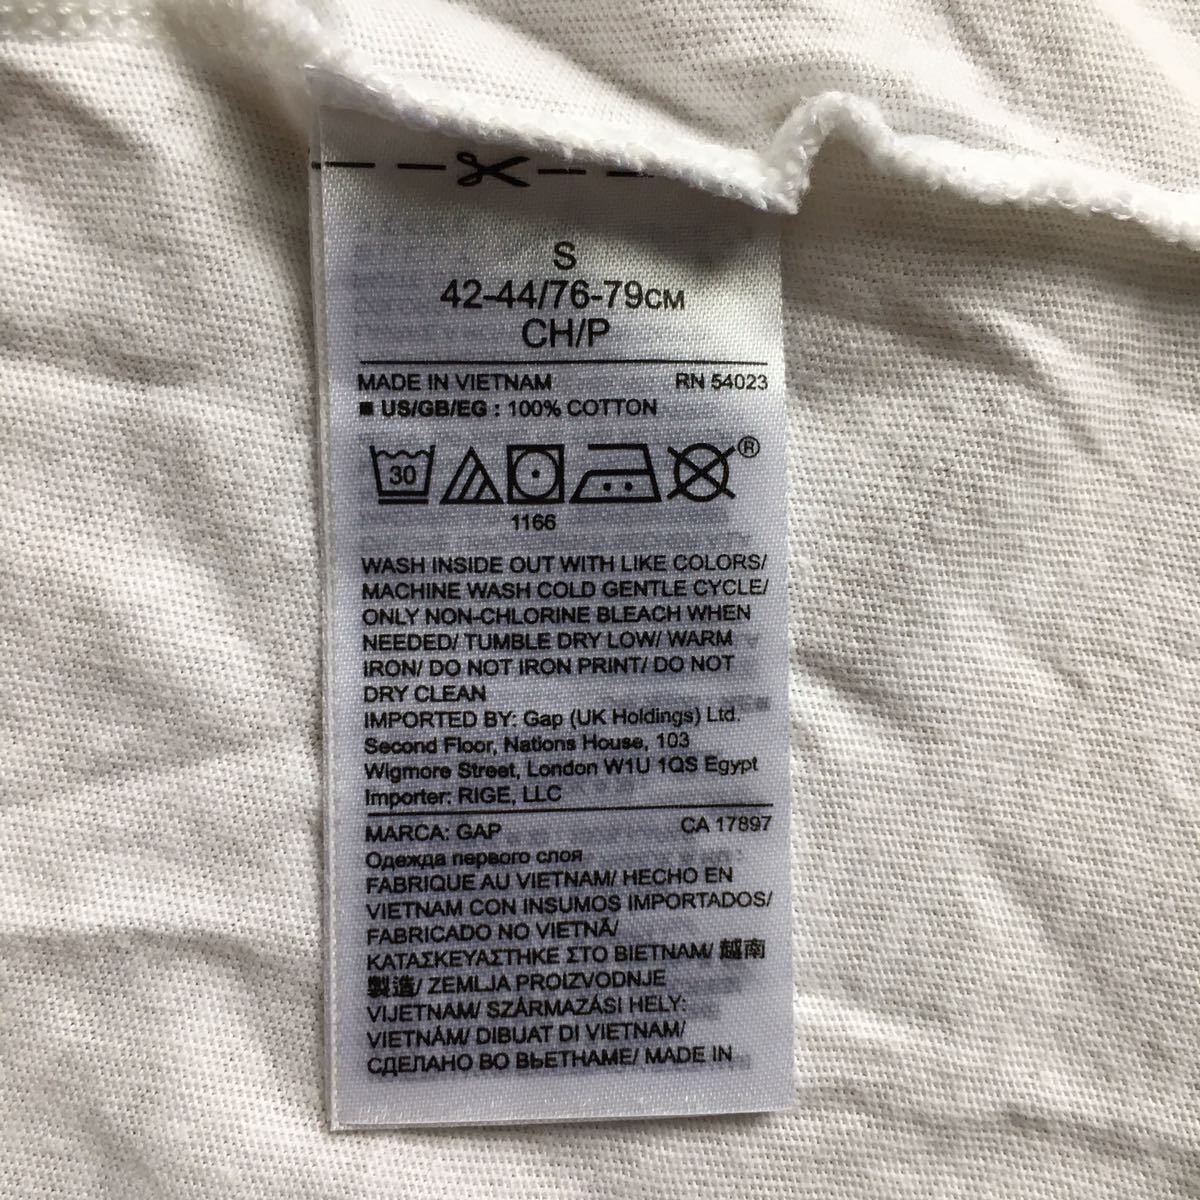 S
42-44/76-79CM
CH/P
MADE IN VIETNAM RN 54023
■ US/GB/EG : 100% COTTON
30 ®
1166
WASH INSIDE OUT WITH LIKE COLORS/
MACHINE WASH COLD GENTLE CYCLE/
ONLY NON-CHLORINE BLEACH WHEN
NEEDED/ TUMBLE DRY LOW/ WARM
IRON/ DO NOT IRON PRINT/ DO NOT
DRY CLEAN
IMPORTED BY: Gap (UK Holdings) Ltd.
Second Floor, Nations House, 103
Wigmore Street, London W1U 1QS Egypt
Importer: RIGE, LLC
MARCA: GAP CA 17897
Одежда первого слоя
FABRIQUE AU VIETNAM/ HECHO EN
VIETNAM CON INSUMOS IMPORTADOS/
FABRICADO NO VIETNÃ/
ΚΑΤΑΣΚΕΥΑΣΤΗΚΕ ΣΤΟ ΒΙΕΤΝΑΜ/ 越南
製造/ ZEMLJA PROIZVODNJE
VIJETNAM/ SZÁRMAZÁSI HELY:
VIETNÁM/ DIBUAT DI VIETNAM/
СДЕЛАНО ВО ВЬЕТНАМЕ/ MADE IN